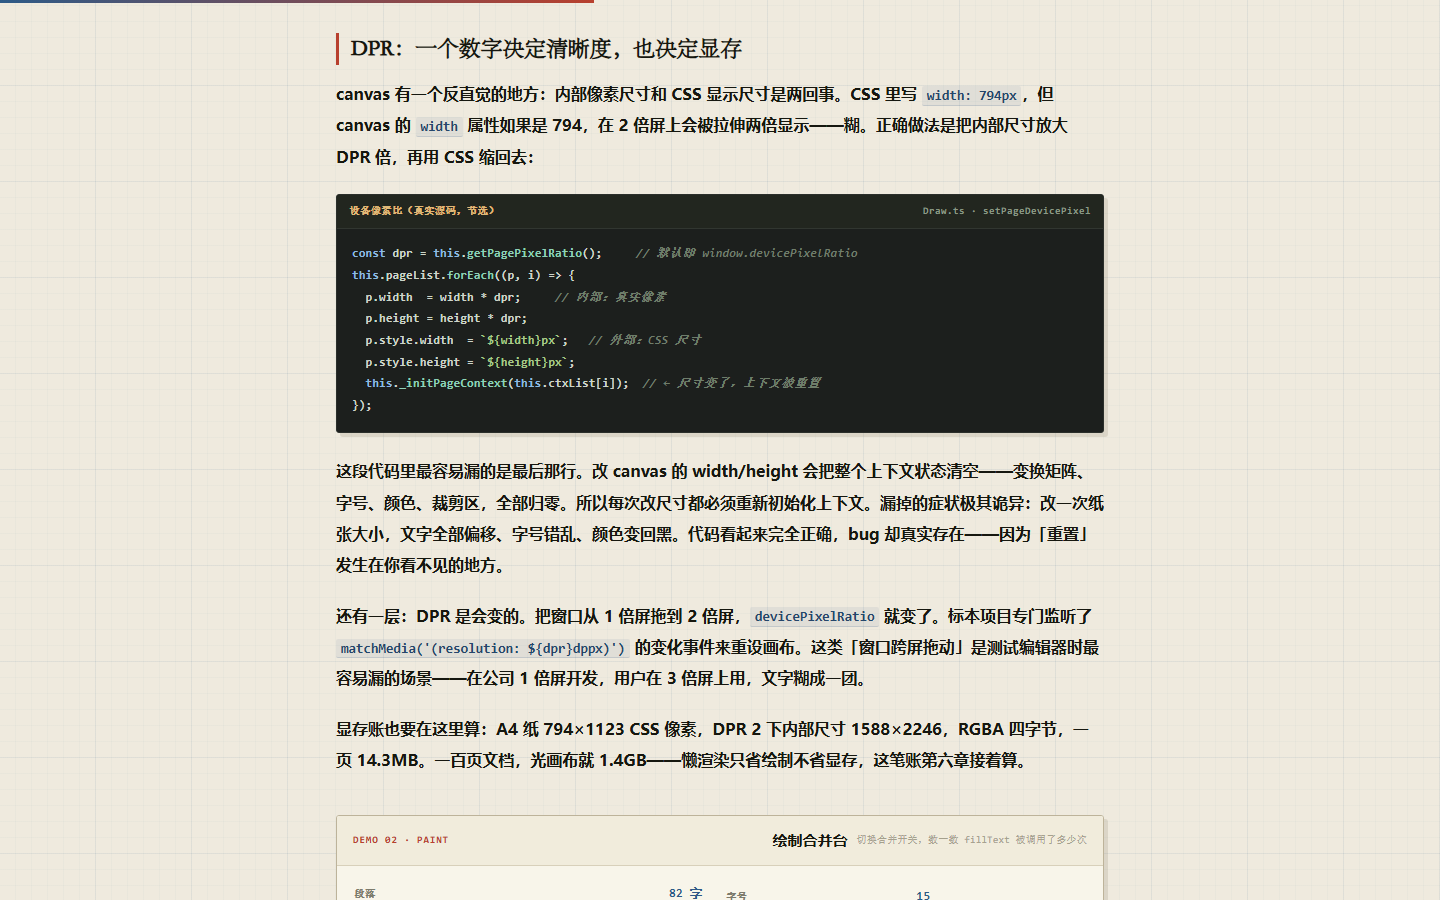 DPR：一个数字决定清晰度，也决定显存
canvas 有一个反直觉的地方：内部像素尺寸和 CSS 显示尺寸是两回事。CSS 里写 width: 794px，但
canvas 的 width 属性如果是 794，在 2 倍屏上会被拉伸两倍显示——糊。正确做法是把内部尺寸放大
DPR 倍，再用 CSS 缩回去：
设备像素比（真实源码，节选） Draw.ts · setPageDevicePixel
const dpr = this.getPagePixelRatio();     // 默认即 window.devicePixelRatio
this.pageList.forEach((p, i) => {
  p.width  = width * dpr;     // 内部：真实像素
  p.height = height * dpr;
  p.style.width  = `${width}px`;   // 外部：CSS 尺寸
  p.style.height = `${height}px`;
  this._initPageContext(this.ctxList[i]);  // ← 尺寸变了，上下文被重置
});
这段代码里最容易漏的是最后那行。改 canvas 的 width/height 会把整个上下文状态清空——变换矩阵、
字号、颜色、裁剪区，全部归零。所以每次改尺寸都必须重新初始化上下文。漏掉的症状极其诡异：改一次纸
张大小，文字全部偏移、字号错乱、颜色变回黑。代码看起来完全正确，bug 却真实存在——因为「重置」
发生在你看不见的地方。
还有一层：DPR 是会变的。把窗口从 1 倍屏拖到 2 倍屏，devicePixelRatio 就变了。标本项目专门监听了
matchMedia('(resolution: ${dpr}dppx)') 的变化事件来重设画布。这类「窗口跨屏拖动」是测试编辑器时最
容易漏的场景——在公司 1 倍屏开发，用户在 3 倍屏上用，文字糊成一团。
显存账也要在这里算：A4 纸 794×1123 CSS 像素，DPR 2 下内部尺寸 1588×2246，RGBA 四字节，一
页 14.3MB。一百页文档，光画布就 1.4GB——懒渲染只省绘制不省显存，这笔账第六章接着算。
DEMO 02 · PAINT 绘制合并台 切换合并开关，数一数 fillText 被调用了多少次
段落 82 字 字号 15